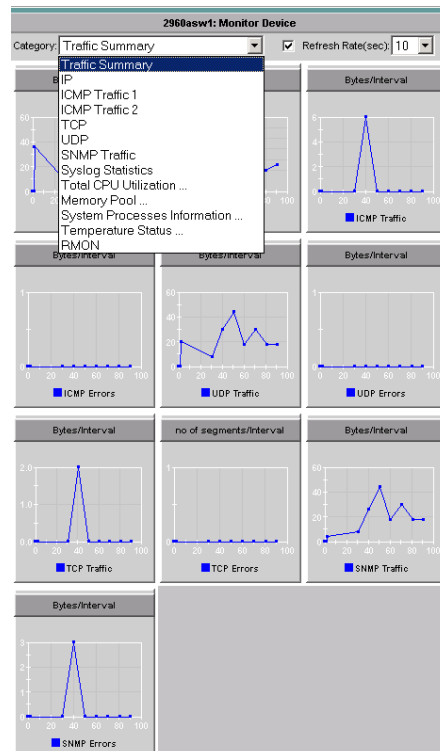 2960asw1: Monitor Device
Category: Traffic Summary
Refresh Rate(sec): 10
Traffic Summary
IP
ICMP Traffic 1
ICMP Traffic 2
TCP
UDP
SNMP Traffic
Syslog Statistics
Total CPU Utilization ...
Memory Pool ...
System Processes Information ...
Temperature Status ...
RMON
60
40
20
0
0
80 100
Bytes/Interval
6
4
2
0
0 20 40 60 80 100
ICMP Traffic
Bytes/Interval
1
0
0 20 40 60 80 100
ICMP Errors
Bytes/Interval
60
40
20
0
0 20 40 60 80 100
UDP Traffic
Bytes/Interval
1
0
0 20 40 60 80 100
UDP Errors
Bytes/Interval
2.0
1.0
0.0
0 20 40 60 80 100
TCP Traffic
no of segments/Interval
1
0
0 20 40 60 80 100
TCP Errors
Bytes/Interval
60
40
20
0
0 20 40 60 80 100
SNMP Traffic
Bytes/Interval
3
2
1
0
0 20 40 60 80 100
SNMP Errors